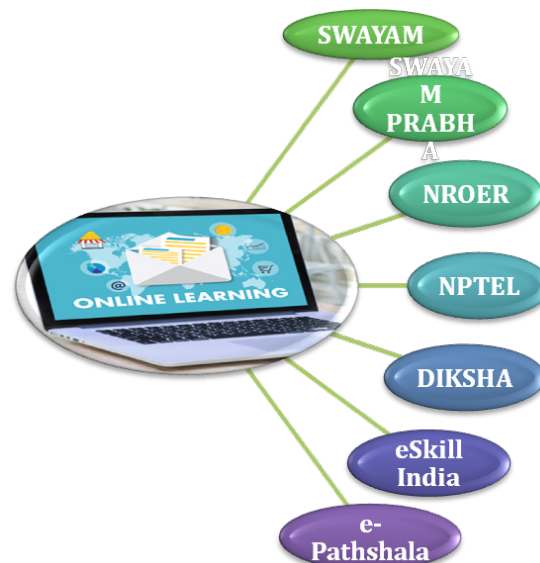 SWAYAM
SWAYA
M
PRABH
A
NROER
NPTEL
DIKSHA
eSkill
India
e-
Pathshala
@
ONLINE LEARNING